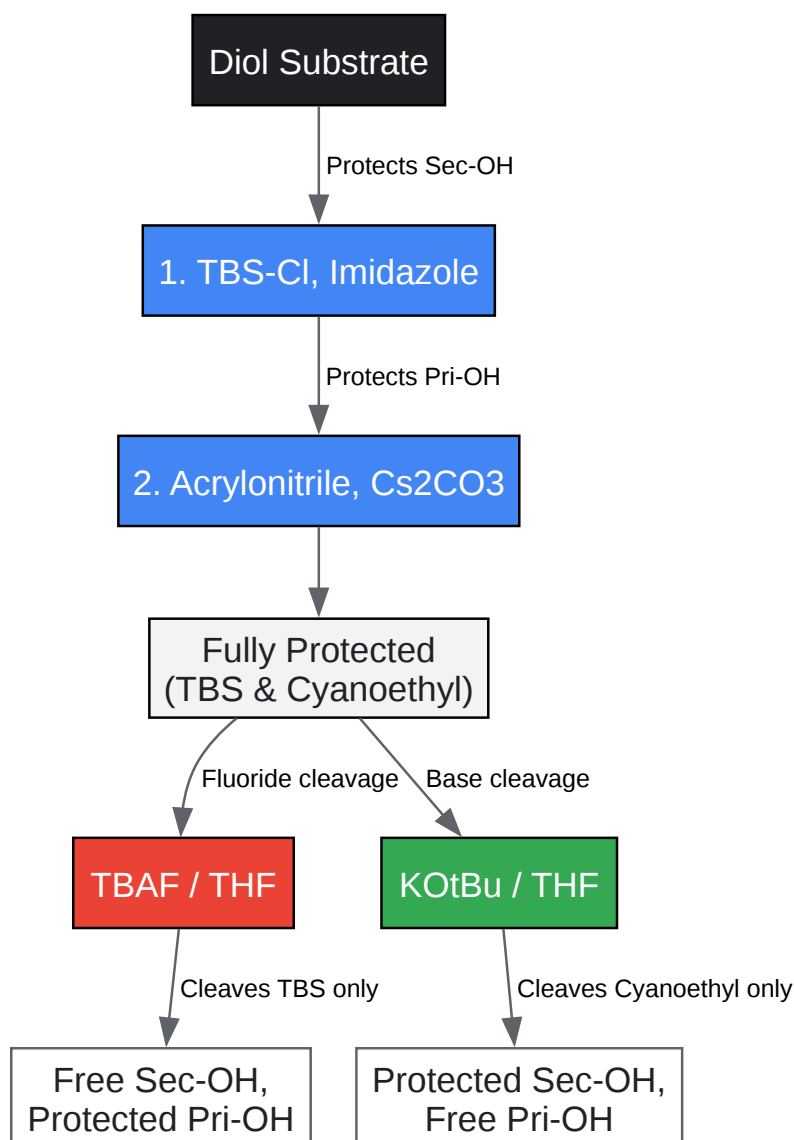 Diol Substrate
Protects Sec-OH
1. TBS-Cl, Imidazole
Protects Pri-OH
2. Acrylonitrile, Cs2CO3
Fully Protected
(TBS & Cyanoethyl)
Fluoride cleavage
Base cleavage
TBAF / THF
KOtBu / THF
Cleaves TBS only
Cleaves Cyanoethyl only
Free Sec-OH,
Protected Pri-OH
Protected Sec-OH,
Free Pri-OH